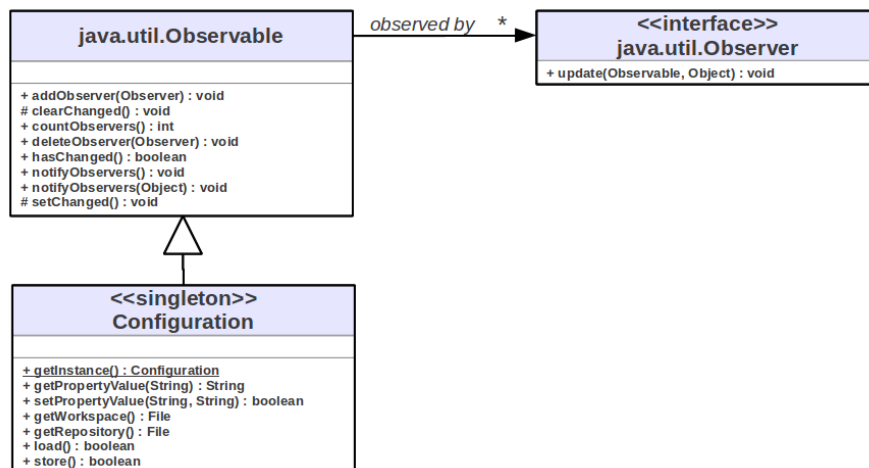 java.util.Observable
observed by *
<<interface>>
java.util.Observer
+ update(Observable, Object) : void
+ addObserver(Observer) : void
# clearChanged() : void
+ countObservers() : int
+ deleteObserver(Observer) : void
+ hasChanged() : boolean
+ notifyObservers() : void
+ notifyObservers(Object) : void
# setChanged() : void
<<singleton>>
Configuration
+ getInstance() : Configuration
+ getPropertyValue(String) : String
+ setPropertyValue(String, String) : boolean
+ getWorkspace() : File
+ getRepository() : File
+ load() : boolean
+ store() : boolean